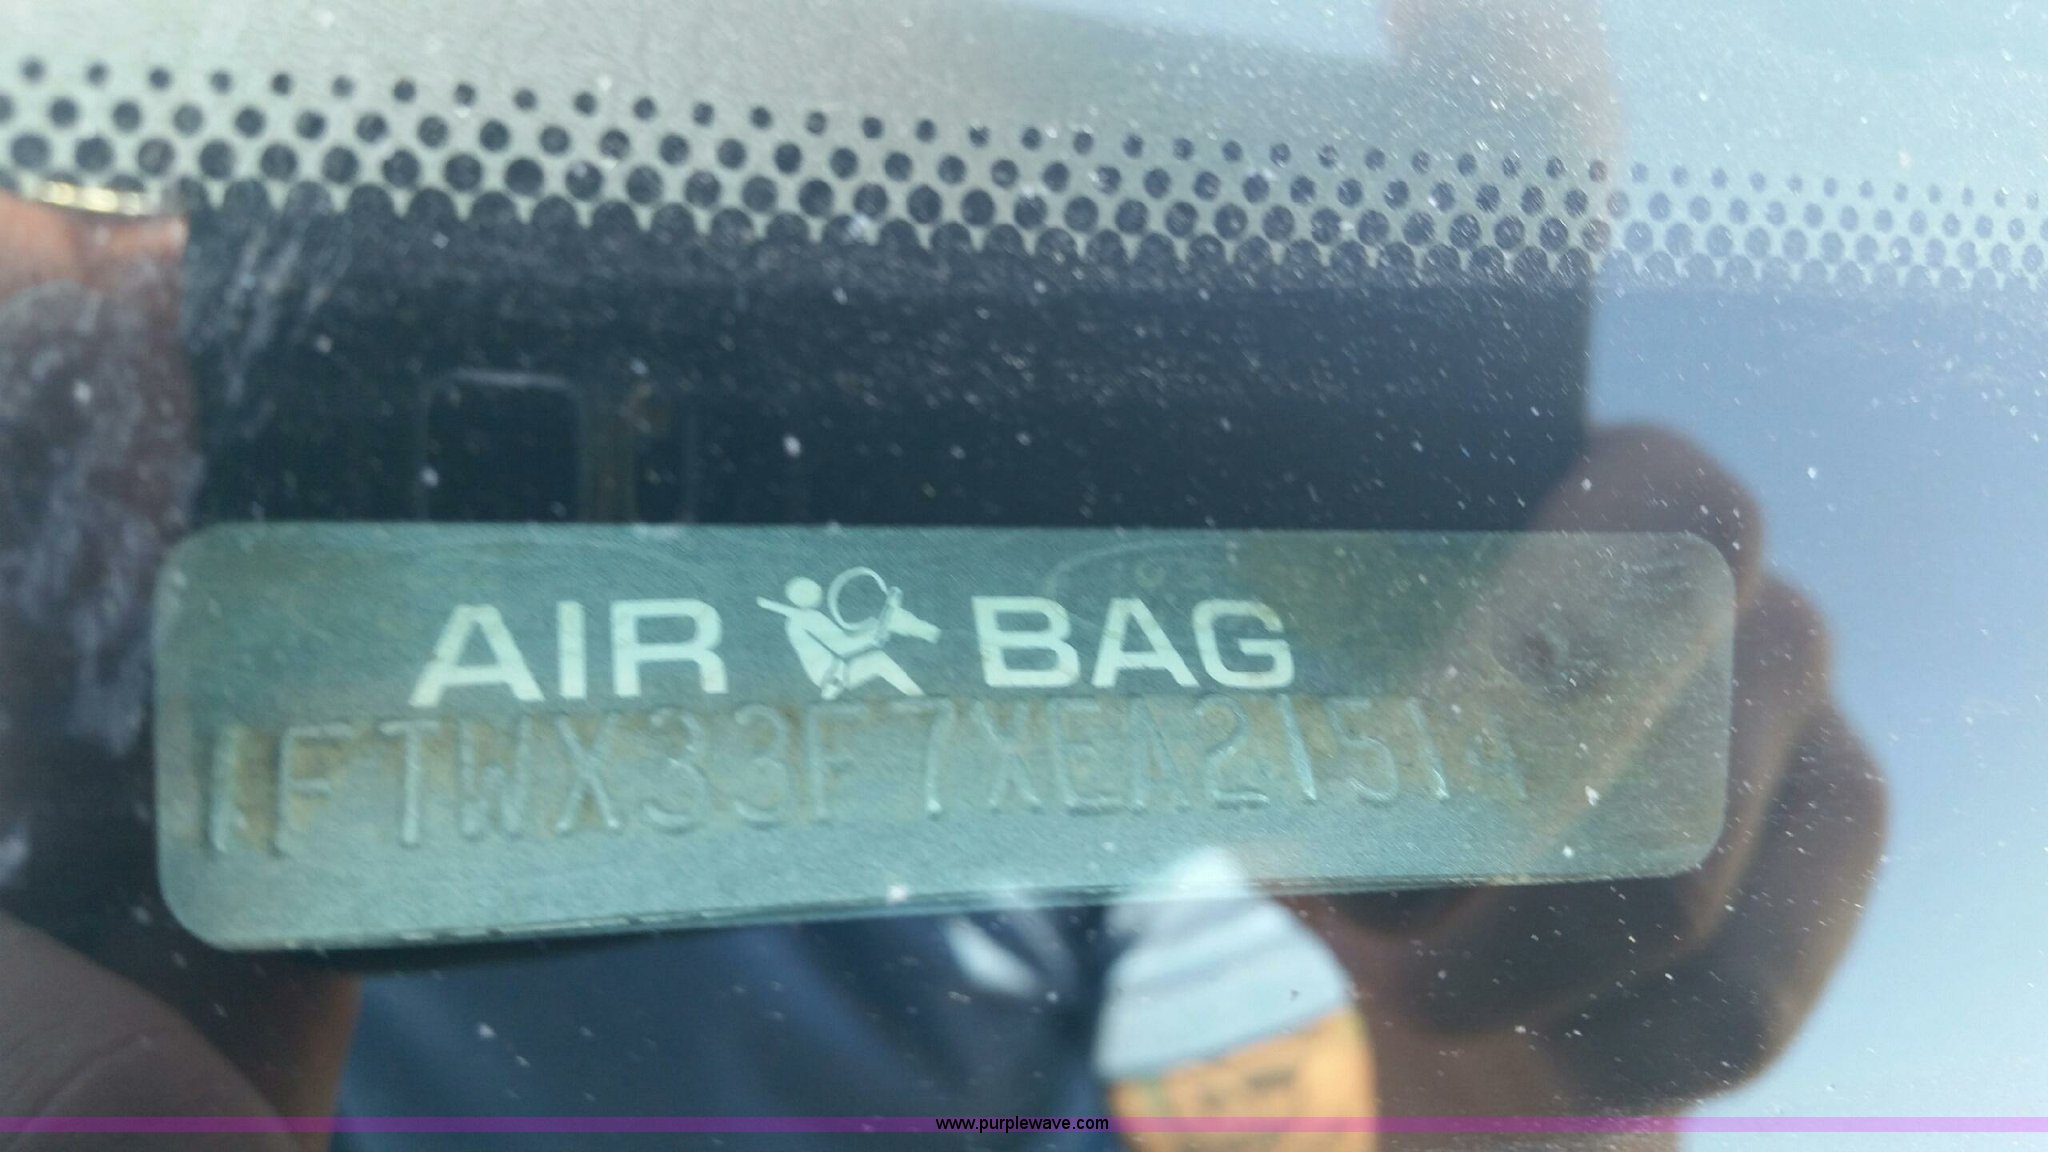 AIR BAG
1FTWX33F7XEA21514
www.purplewave.com